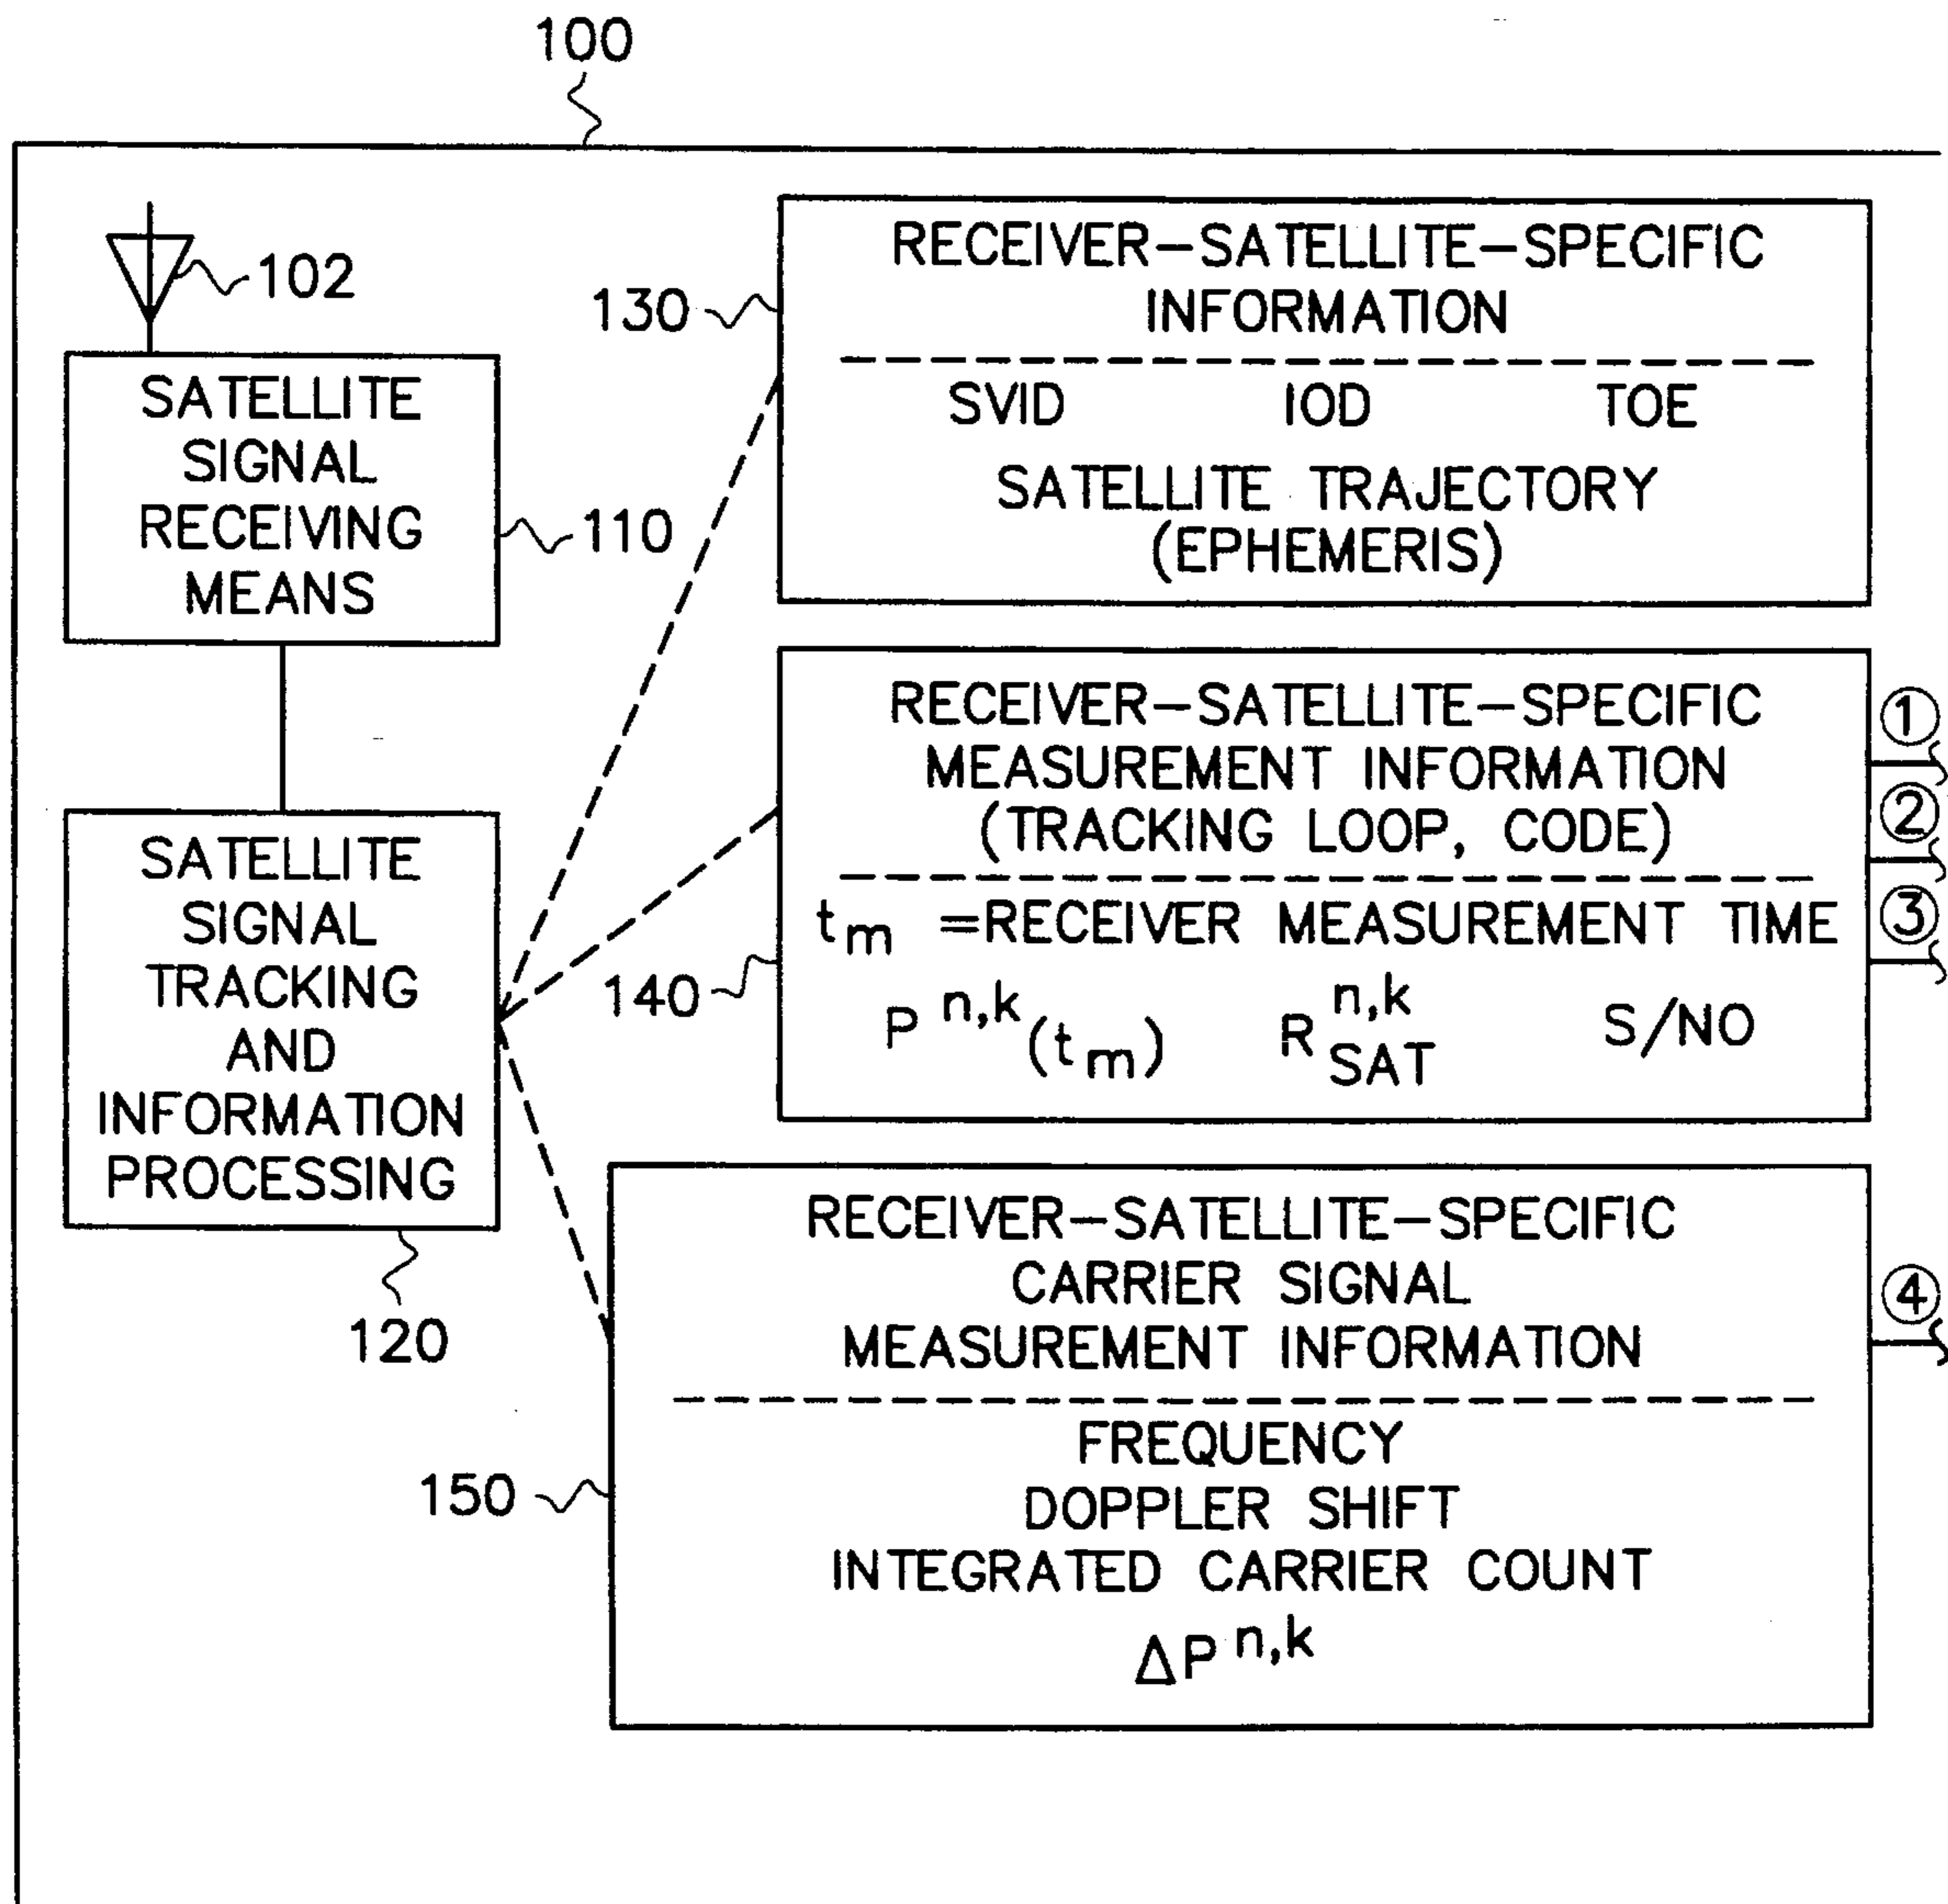 100
102
SATELLITE
SIGNAL
RECEIVING
MEANS
110
SATELLITE
SIGNAL
TRACKING
AND
INFORMATION
PROCESSING
120
130
RECEIVER-SATELLITE-SPECIFIC
INFORMATION
SVID IOD TOE
SATELLITE TRAJECTORY
(EPHEMERIS)
RECEIVER-SATELLITE-SPECIFIC
MEASUREMENT INFORMATION
(TRACKING LOOP, CODE)
tm =RECEIVER MEASUREMENT TIME
140
P n,k (tm) R n,k SAT S/NO
①
②
③
RECEIVER-SATELLITE-SPECIFIC
CARRIER SIGNAL
MEASUREMENT INFORMATION
④
150
FREQUENCY
DOPPLER SHIFT
INTEGRATED CARRIER COUNT
ΔP n,k